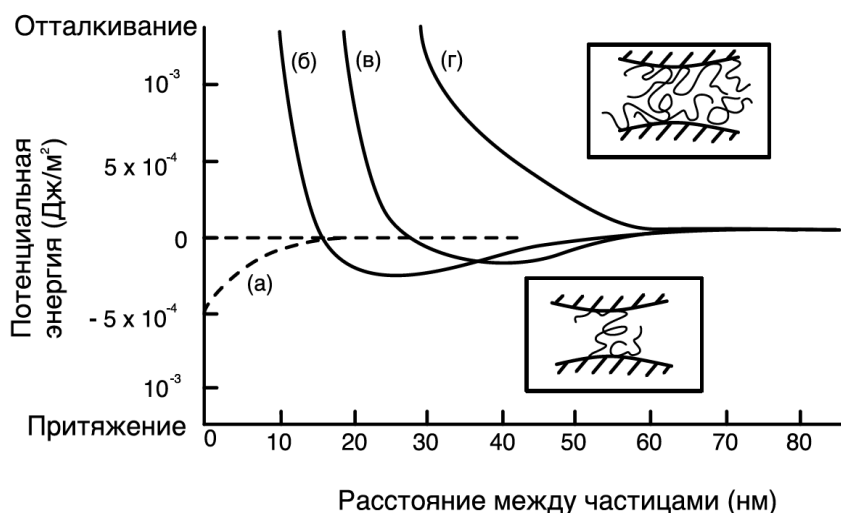 Отталкивание
10⁻³
5 x 10⁻⁴
0
- 5 x 10⁻⁴
10⁻³
Притяжение
Потенциальная
энергия (Дж/м²)
(а)
(б)
(в)
(г)
0 10 20 30 40 50 60 70 80
Расстояние между частицами (нм)